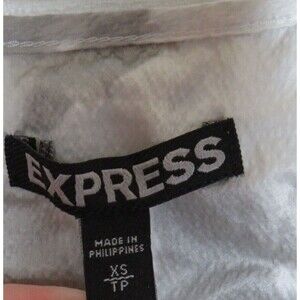 EXPRESS
MADE IN
PHILIPPINES
XS
TP